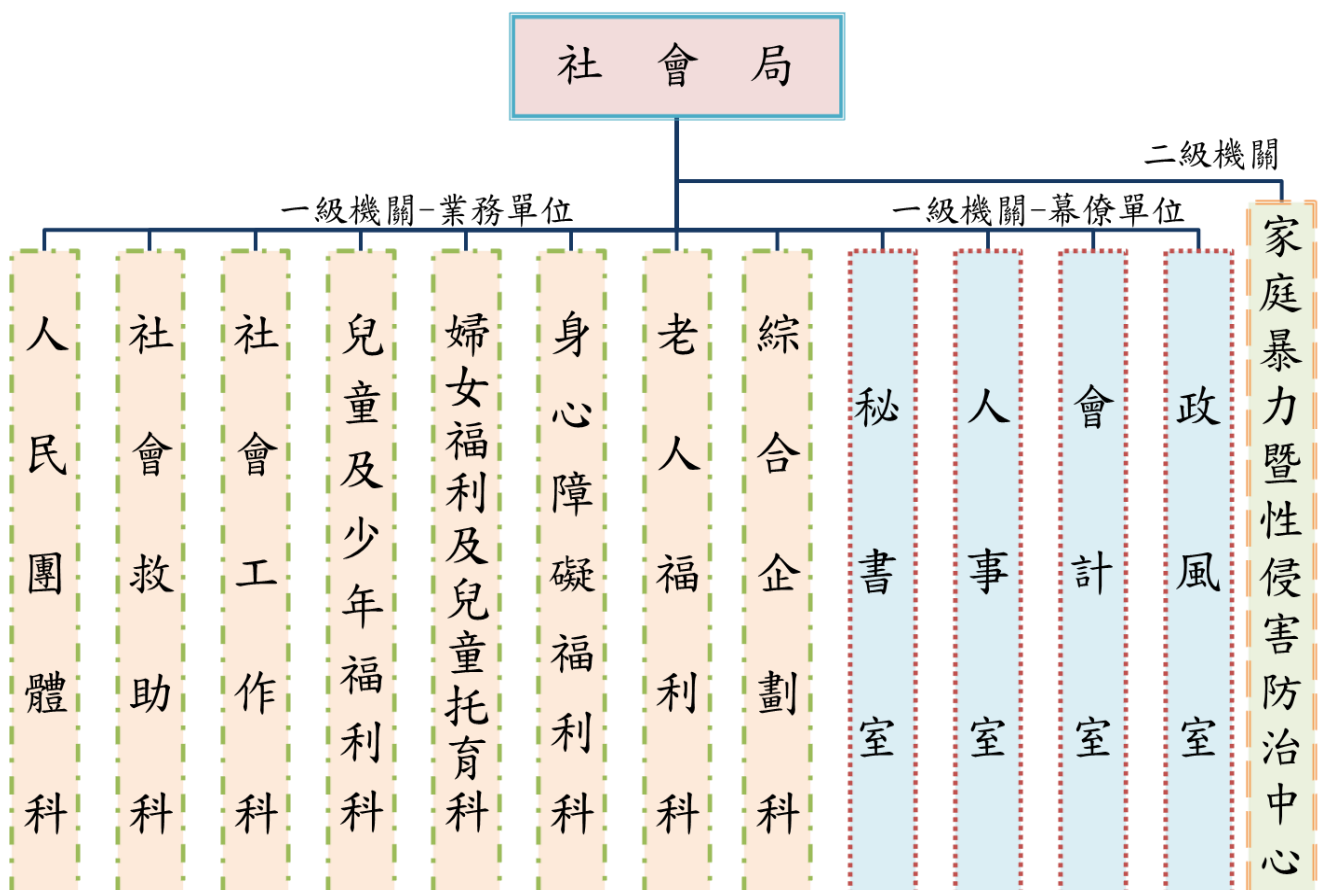 社會局
二級機關
一級機關-業務單位
一級機關-幕僚單位
人民團體科
社會救助科
社會工作科
兒童及少年福利科
婦女福利及兒童托育科
身心障礙福利科
老人福利科
綜合企劃科
秘書室
人事室
會計室
政風室
家庭暴力暨性侵害防治中心